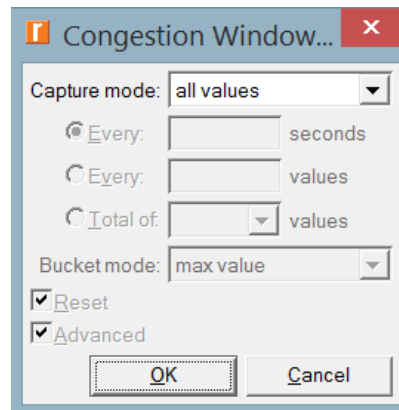 Congestion Window...
Capture mode: all values
Every: seconds
Every: values
Total of: values
Bucket mode: max value
Reset
Advanced
OK Cancel